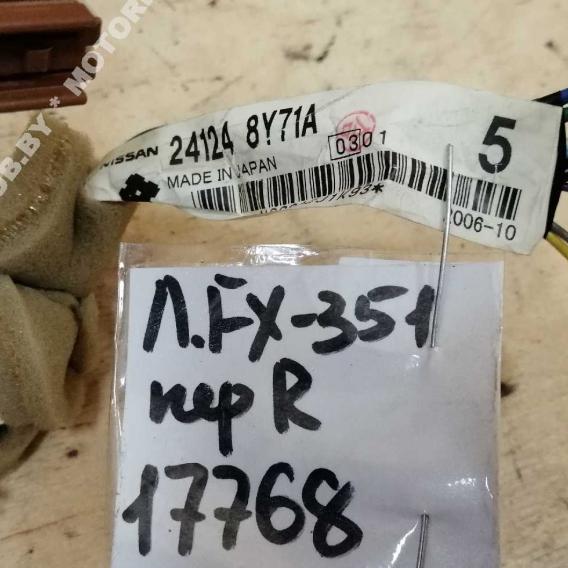 NISSAN 24124 8Y71A
0301
5
MADE IN JAPAN
2006-10
Л.FX-351
пер R
17768